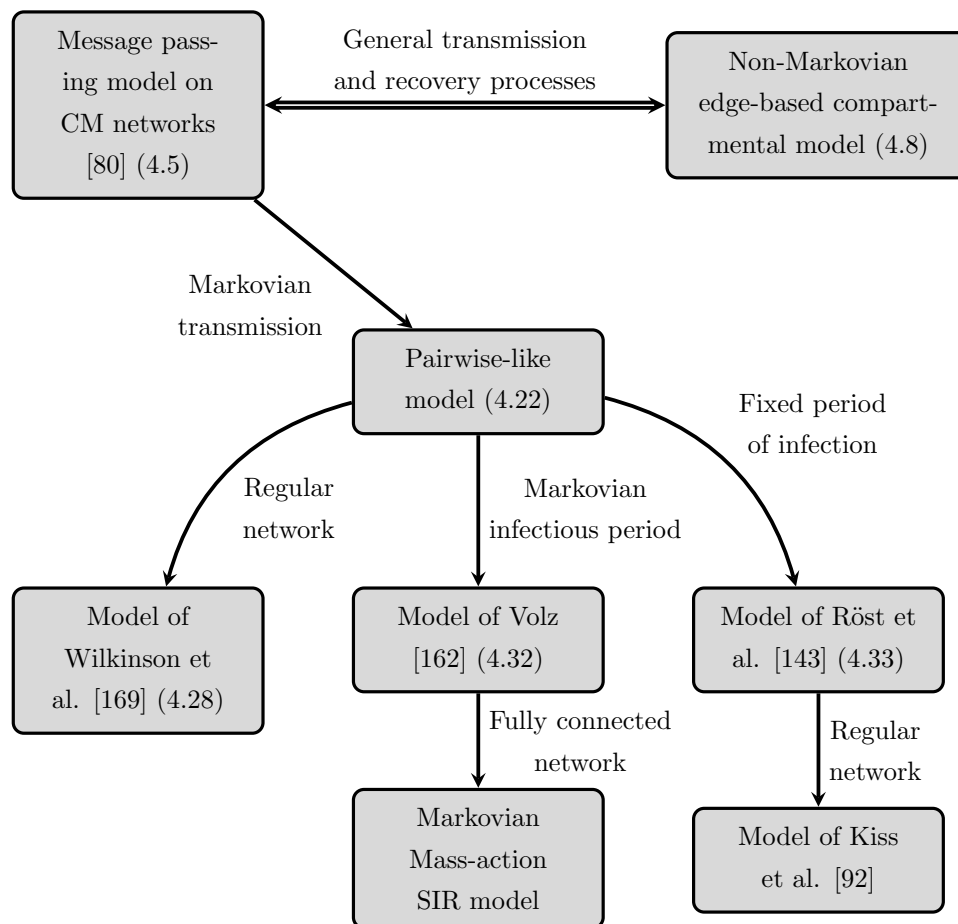 Message pass-
ing model on
CM networks
[80] (4.5)
General transmission
and recovery processes
Non-Markovian
edge-based compart-
mental model (4.8)
Markovian
transmission
Pairwise-like
model (4.22)
Fixed period
of infection
Regular
network
Markovian
infectious period
Model of
Wilkinson et
al. [169] (4.28)
Model of Volz
[162] (4.32)
Model of Röst et
al. [143] (4.33)
Fully connected
network
Regular
network
Markovian
Mass-action
SIR model
Model of Kiss
et al. [92]